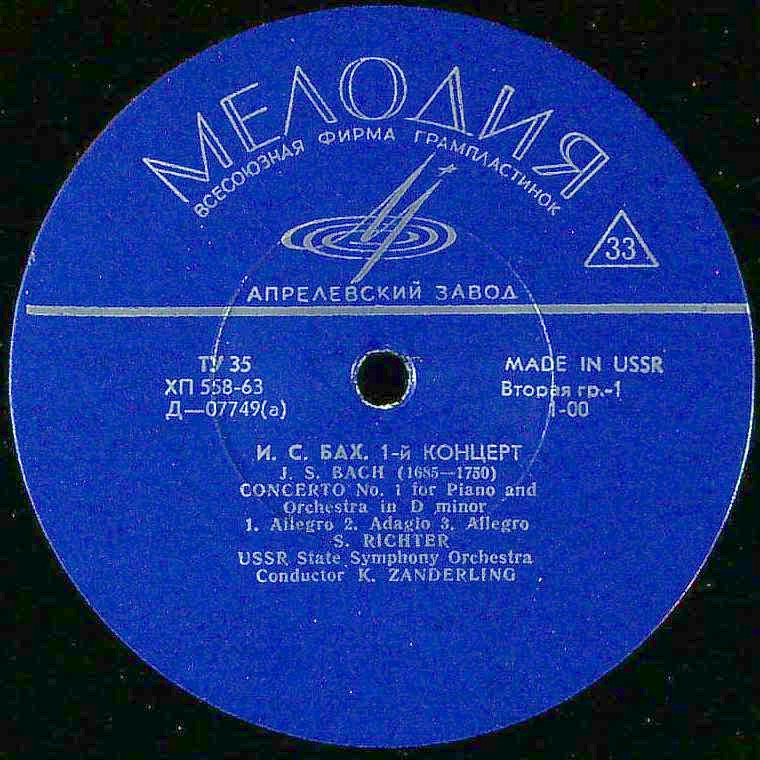 МЕЛОДИЯ
ВСЕСОЮЗНАЯ ФИРМА ГРАМПЛАСТИНОК
33
АПРЕЛЕВСКИЙ ЗАВОД
ТУ 35
ХП 558-63
Д—07749(а)
MADE IN USSR
Вторая гр.-1
1-00
И. С. БАХ. 1-й КОНЦЕРТ
J. S. BACH (1685—1750)
CONCERTO No. 1 for Piano and
Orchestra in D minor
1. Allegro 2. Adagio 3. Allegro
S. RICHTER
USSR State Symphony Orchestra
Conductor K. ZANDERLING